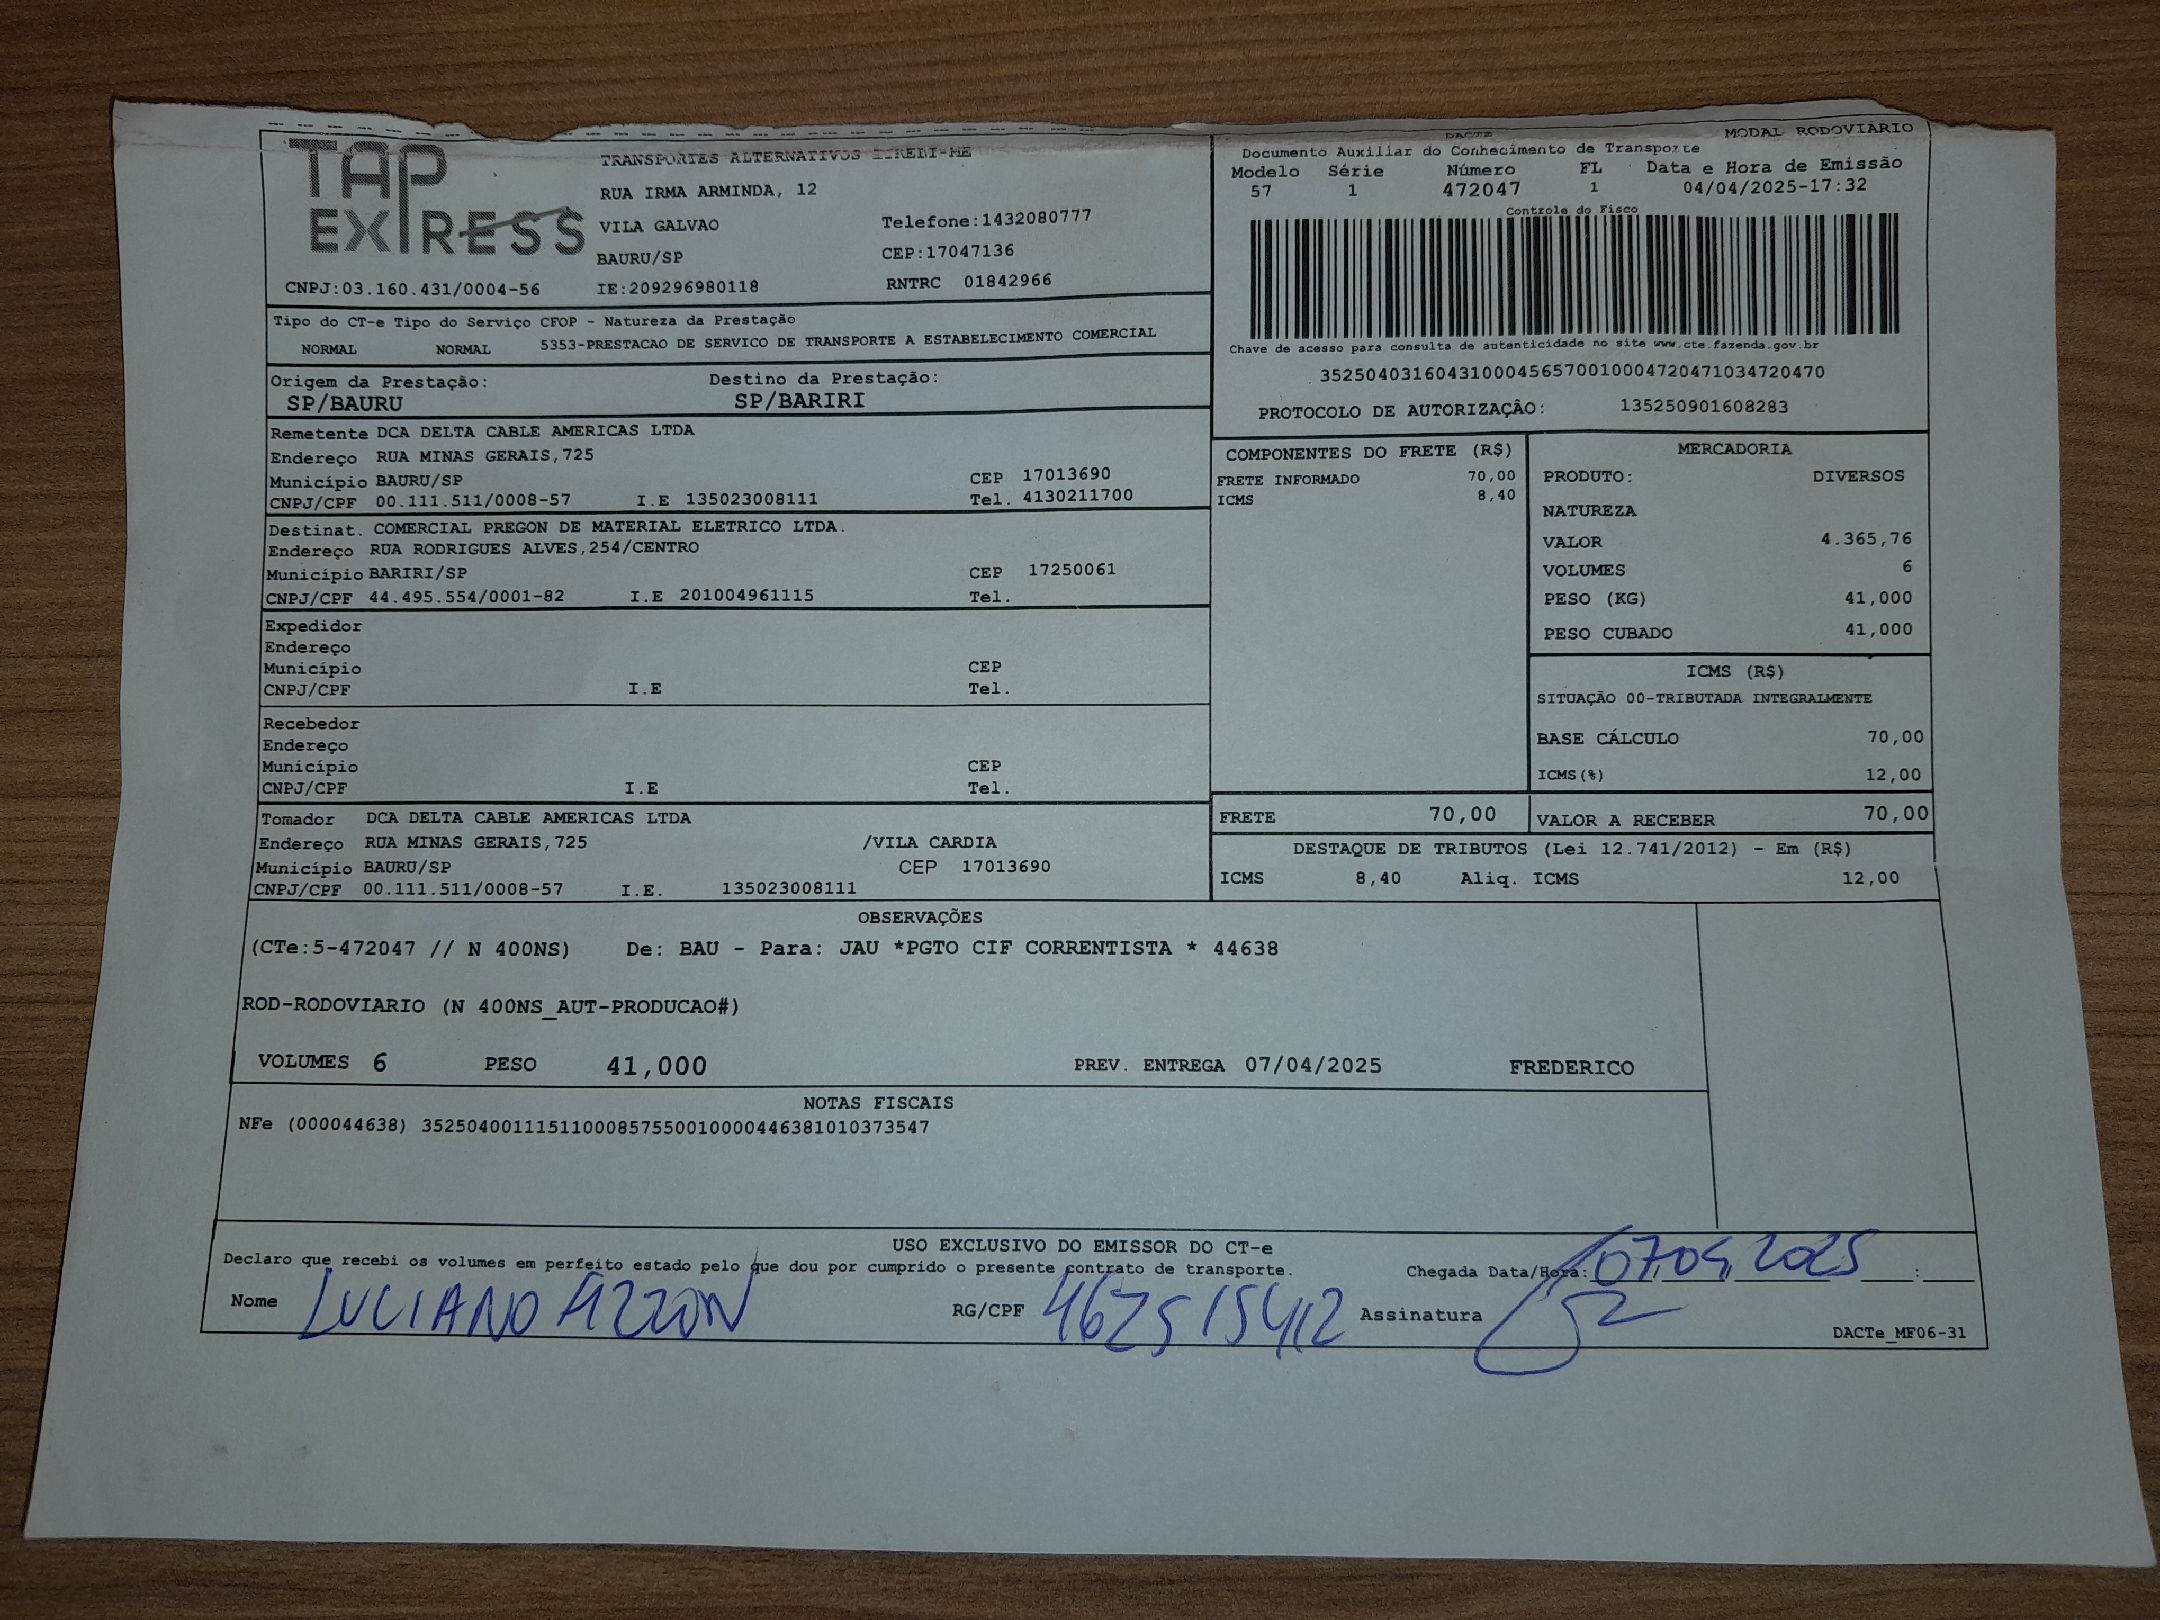 TAP
EXPRESS
CNPJ:03.160.431/0004-56
TRANSPORTES ALTERNATIVOS EIRELI-ME
RUA IRMA ARMINDA, 12
VILA GALVAO Telefone:1432080777
BAURU/SP CEP:17047136
IE:209296980118 RNTRC 01842966
DACTE MODAL RODOVIÁRIO
Documento Auxiliar do Conhecimento de Transporte
Modelo Série Número FL Data e Hora de Emissão
57 1 472047 1 04/04/2025-17:32
Controle do Fisco
Chave de acesso para consulta de autenticidade no site www.cte.fazenda.gov.br
35250403160431000456570010004720471034720470
PROTOCOLO DE AUTORIZAÇÃO: 135250901608283
Tipo do CT-e Tipo do Serviço CFOP - Natureza da Prestação
NORMAL NORMAL 5353-PRESTACAO DE SERVICO DE TRANSPORTE A ESTABELECIMENTO COMERCIAL
Origem da Prestação: Destino da Prestação:
SP/BAURU SP/BARIRI
Remetente DCA DELTA CABLE AMERICAS LTDA
Endereço RUA MINAS GERAIS,725
Município BAURU/SP CEP 17013690
CNPJ/CPF 00.111.511/0008-57 I.E 135023008111 Tel. 4130211700
Destinat. COMERCIAL PREGON DE MATERIAL ELETRICO LTDA.
Endereço RUA RODRIGUES ALVES,254/CENTRO
Município BARIRI/SP CEP 17250061
CNPJ/CPF 44.495.554/0001-82 I.E 201004961115 Tel.
Expedidor
Endereço
Município CEP
CNPJ/CPF I.E Tel.
Recebedor
Endereço
Município CEP
CNPJ/CPF I.E Tel.
Tomador DCA DELTA CABLE AMERICAS LTDA
Endereço RUA MINAS GERAIS,725 /VILA CARDIA
Município BAURU/SP CEP 17013690
CNPJ/CPF 00.111.511/0008-57 I.E. 135023008111
COMPONENTES DO FRETE (R$)
FRETE INFORMADO 70,00
ICMS 8,40
MERCADORIA
PRODUTO: DIVERSOS
NATUREZA
VALOR 4.365,76
VOLUMES 6
PESO (KG) 41,000
PESO CUBADO 41,000
ICMS (R$)
SITUAÇÃO 00-TRIBUTADA INTEGRALMENTE
BASE CÁLCULO 70,00
ICMS(%) 12,00
FRETE 70,00 VALOR A RECEBER 70,00
DESTAQUE DE TRIBUTOS (Lei 12.741/2012) - Em (R$)
ICMS 8,40 Aliq. ICMS 12,00
OBSERVAÇÕES
(CTe:5-472047 // N 400NS) De: BAU - Para: JAU *PGTO CIF CORRENTISTA * 44638
ROD-RODOVIARIO (N 400NS_AUT-PRODUCAO#)
VOLUMES 6 PESO 41,000 PREV. ENTREGA 07/04/2025 FREDERICO
NOTAS FISCAIS
NFe (000044638) 35250400111511000857550010000446381010373547
USO EXCLUSIVO DO EMISSOR DO CT-e
Declaro que recebi os volumes em perfeito estado pelo que dou por cumprido o presente contrato de transporte. Chegada Data/Hora: 07.04.2025 :
Nome LUCIANO AZZON RG/CPF Assinatura
DACTe_MF06-31